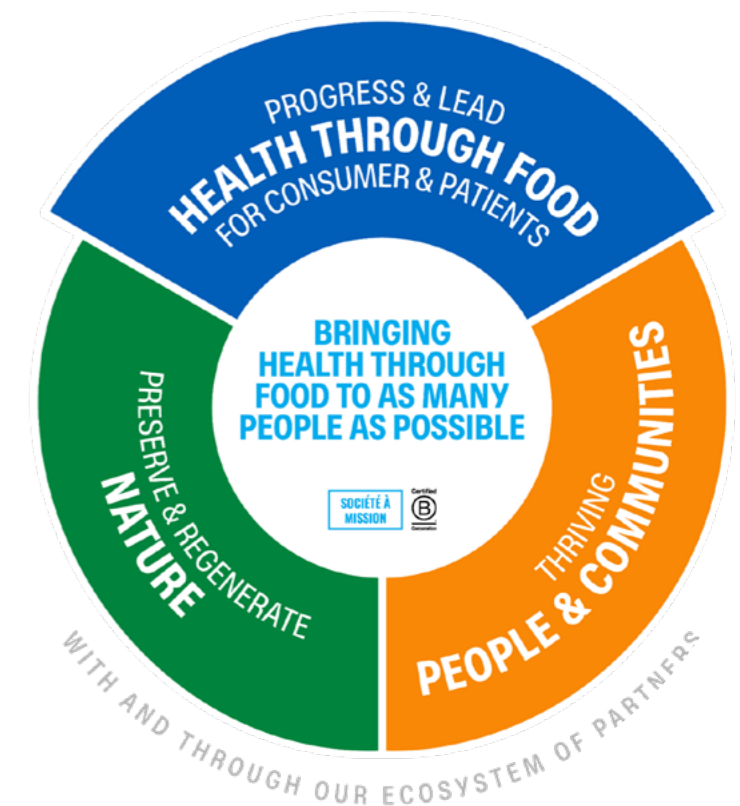 PROGRESS & LEAD
HEALTH THROUGH FOOD
FOR CONSUMER & PATIENTS
BRINGING
HEALTH THROUGH
FOOD TO AS MANY
PEOPLE AS POSSIBLE
SOCIÉTÉ À
MISSION
Certified
B
Corporation
PRESERVE & REGENERATE
NATURE
THRIVING
PEOPLE & COMMUNITIES
WITH AND THROUGH OUR ECOSYSTEM OF PARTNERS